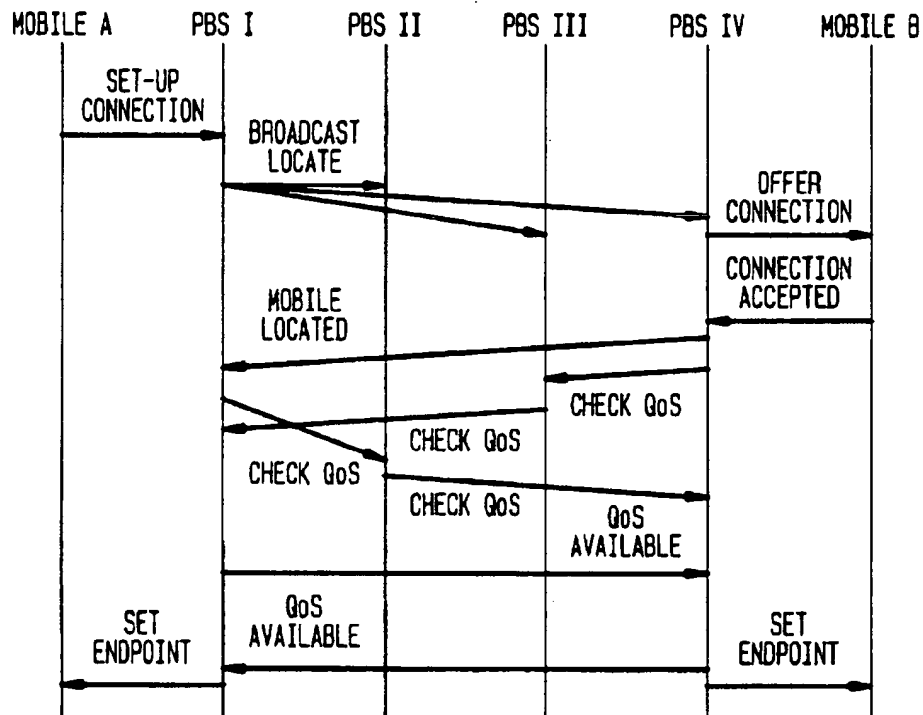 MOBILE A PBS I PBS II PBS III PBS IV MOBILE B
SET-UP
CONNECTION
BROADCAST
LOCATE
OFFER
CONNECTION
CONNECTION
ACCEPTED
MOBILE
LOCATED
CHECK QoS
CHECK QoS
CHECK QoS
CHECK QoS
QoS
AVAILABLE
QoS
AVAILABLE
SET
ENDPOINT
SET
ENDPOINT